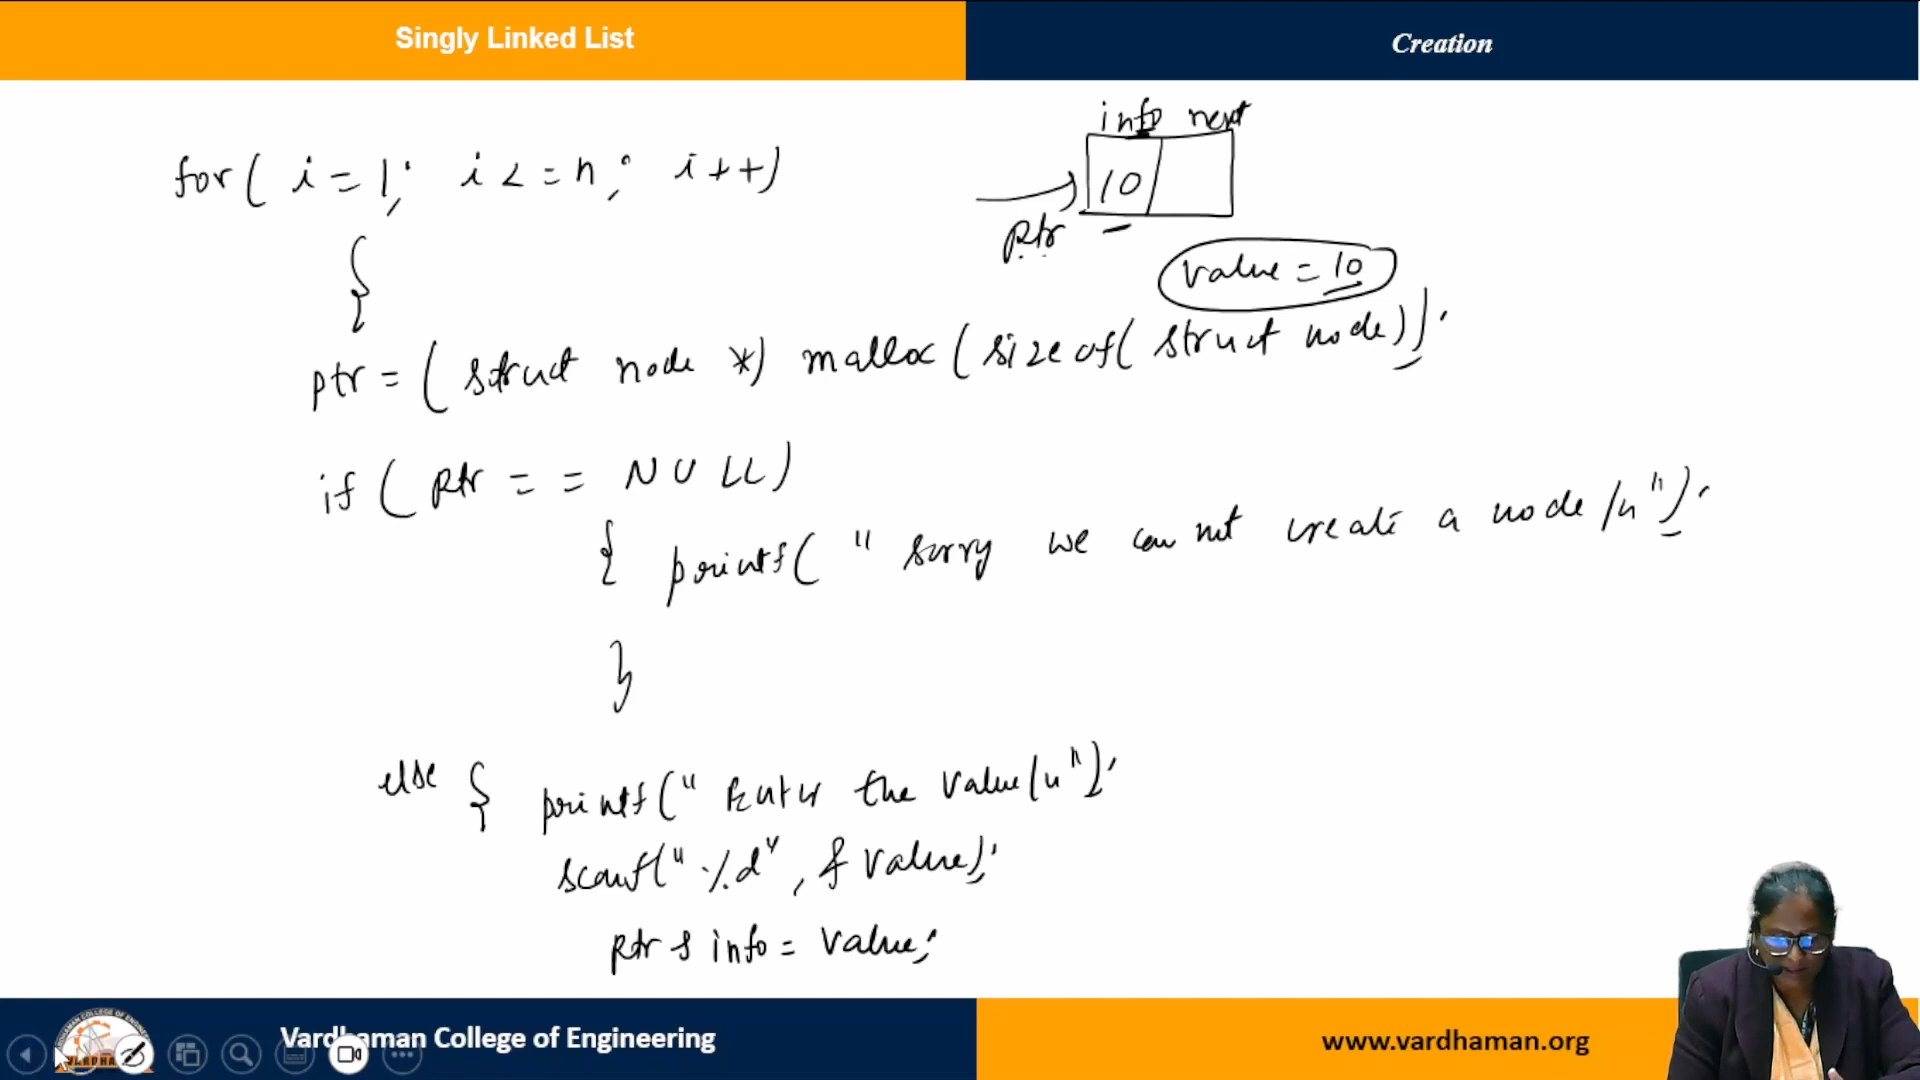 Singly Linked List
Creation
info next
for( i=1; i<=n; i++)
10
ptr
{
value = 10
ptr = ( struct node *) malloc ( sizeof( struct node));
if ( ptr == NULL)
{ printf( " sorry we can not create a node /n");
}
else { printf(" Enter the value/n");
scanf(" %d", & value);
ptr → info = value;
Vardhaman College of Engineering
www.vardhaman.org